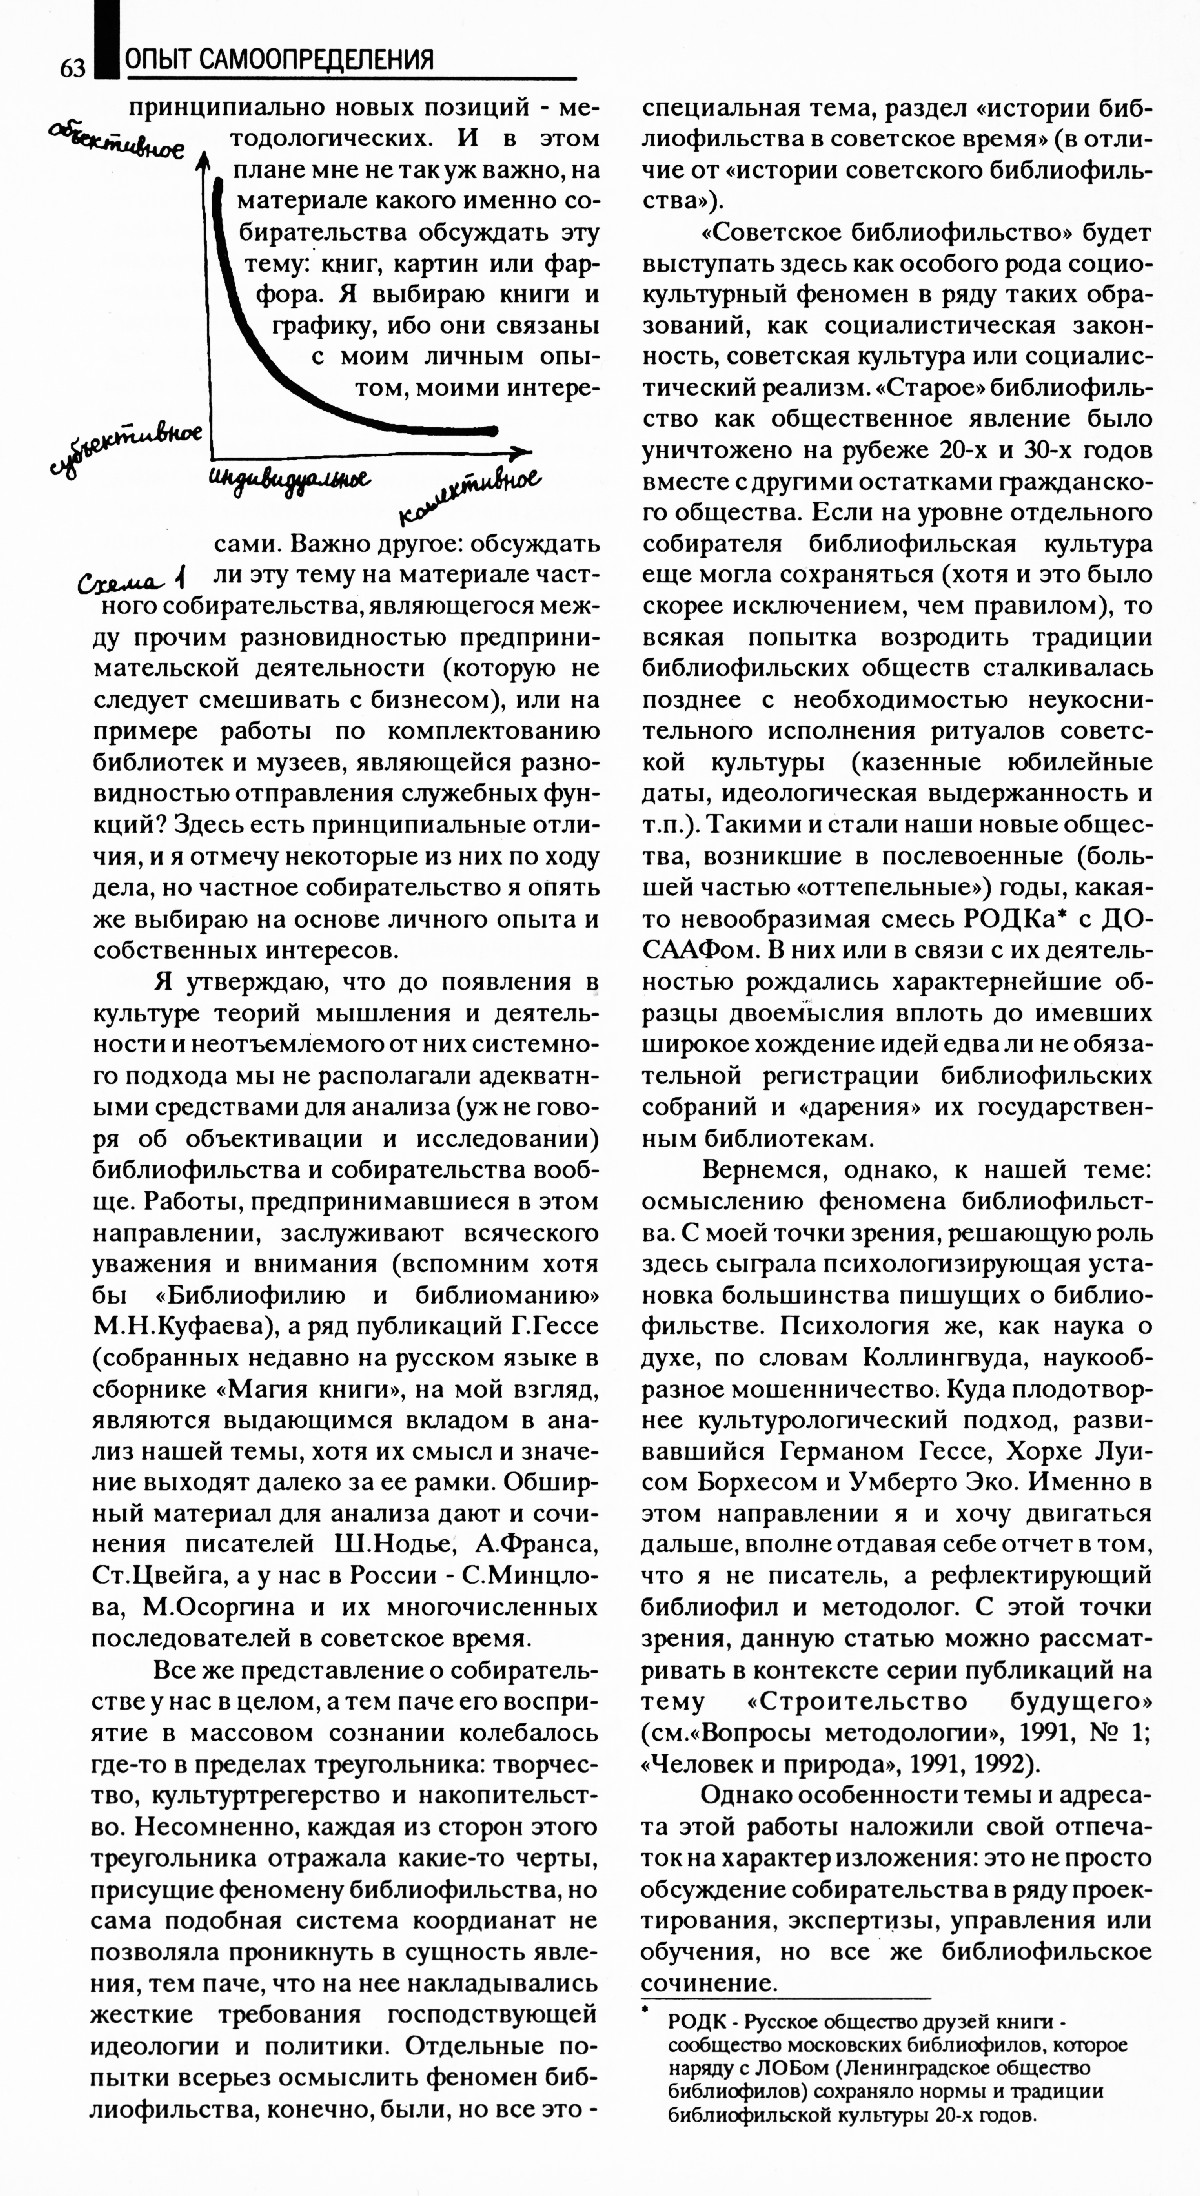 63
ОПЫТ САМООПРЕДЕЛЕНИЯ
принципиально новых позиций - ме-
тодологических. И в этом
плане мне не так уж важно, на
материале какого именно со-
бирательства обсуждать эту
тему: книг, картин или фар-
фора. Я выбираю книги и
графику, ибо они связаны
с моим личным опы-
том, моими интере-
объективное
субъективное
индивидуальное
коллективное
Схема 1
сами. Важно другое: обсуждать
ли эту тему на материале част-
ного собирательства, являющегося меж-
ду прочим разновидностью предприни-
мательской деятельности (которую не
следует смешивать с бизнесом), или на
примере работы по комплектованию
библиотек и музеев, являющейся разно-
видностью отправления служебных фун-
кций? Здесь есть принципиальные отли-
чия, и я отмечу некоторые из них по ходу
дела, но частное собирательство я опять
же выбираю на основе личного опыта и
собственных интересов.
Я утверждаю, что до появления в
культуре теорий мышления и деятель-
ности и неотъемлемого от них системно-
го подхода мы не располагали адекватн-
ыми средствами для анализа (уж не гово-
ря об объективации и исследовании)
библиофильства и собирательства вооб-
ще. Работы, предпринимавшиеся в этом
направлении, заслуживают всяческого
уважения и внимания (вспомним хотя
бы «Библиофилию и библиоманию»
М.Н.Куфаева), а ряд публикаций Г.Гессе
(собранных недавно на русском языке в
сборнике «Магия книги», на мой взгляд,
являются выдающимся вкладом в ана-
лиз нашей темы, хотя их смысл и значе-
ние выходят далеко за ее рамки. Обшир-
ный материал для анализа дают и сочи-
нения писателей Ш.Нодье, А.Франса,
Ст.Цвейга, а у нас в России - С.Минцло-
ва, М.Осоргина и их многочисленных
последователей в советское время.
Все же представление о собиратель-
стве у нас в целом, а тем паче его воспри-
ятие в массовом сознании колебалось
где-то в пределах треугольника: творчес-
тво, культуртрегерство и накопительст-
во. Несомненно, каждая из сторон этого
треугольника отражала какие-то черты,
присущие феномену библиофильства, но
сама подобная система коордианат не
позволяла проникнуть в сущность явле-
ния, тем паче, что на нее накладывались
жесткие требования господствующей
идеологии и политики. Отдельные по-
пытки всерьез осмыслить феномен биб-
лиофильства, конечно, были, но все это -
специальная тема, раздел «истории биб-
лиофильства в советское время» (в отли-
чие от «истории советского библиофиль-
ства»).
«Советское библиофильство» будет
выступать здесь как особого рода социо-
культурный феномен в ряду таких обра-
зований, как социалистическая закон-
ность, советская культура или социалис-
тический реализм. «Старое» библиофиль-
ство как общественное явление было
уничтожено на рубеже 20-х и 30-х годов
вместе с другими остатками гражданско-
го общества. Если на уровне отдельного
собирателя библиофильская культура
еще могла сохраняться (хотя и это было
скорее исключением, чем правилом), то
всякая попытка возродить традиции
библиофильских обществ сталкивалась
позднее с необходимостью неукосни-
тельного исполнения ритуалов советс-
кой культуры (казенные юбилейные
даты, идеологическая выдержанность и
т.п.). Такими и стали наши новые общес-
тва, возникшие в послевоенные (боль-
шей частью «оттепельные») годы, какая-
то невообразимая смесь РОДКа* с ДО-
СААФом. В них или в связи с их деятель-
ностью рождались характернейшие об-
разцы двоемыслия вплоть до имевших
широкое хождение идей едва ли не обяза-
тельной регистрации библиофильских
собраний и «дарения» их государствен-
ным библиотекам.
Вернемся, однако, к нашей теме:
осмыслению феномена библиофильст-
ва. С моей точки зрения, решающую роль
здесь сыграла психологизирующая уста-
новка большинства пишущих о библио-
фильстве. Психология же, как наука о
духе, по словам Коллингвуда, наукооб-
разное мошенничество. Куда плодотвор-
нее культурологический подход, разви-
вавшийся Германом Гессе, Хорхе Луи-
сом Борхесом и Умберто Эко. Именно в
этом направлении я и хочу двигаться
дальше, вполне отдавая себе отчет в том,
что я не писатель, а рефлектирующий
библиофил и методолог. С этой точки
зрения, данную статью можно рассмат-
ривать в контексте серии публикаций на
тему «Строительство будущего»
(см.«Вопросы методологии», 1991, № 1;
«Человек и природа», 1991, 1992).
Однако особенности темы и адреса-
та этой работы наложили свой отпеча-
ток на характер изложения: это не просто
обсуждение собирательства в ряду проек-
тирования, экспертизы, управления или
обучения, но все же библиофильское
сочинение.
* РОДК - Русское общество друзей книги -
сообщество московских библиофилов, которое
наряду с ЛОБом (Ленинградское общество
библиофилов) сохраняло нормы и традиции
библиофильской культуры 20-х годов.